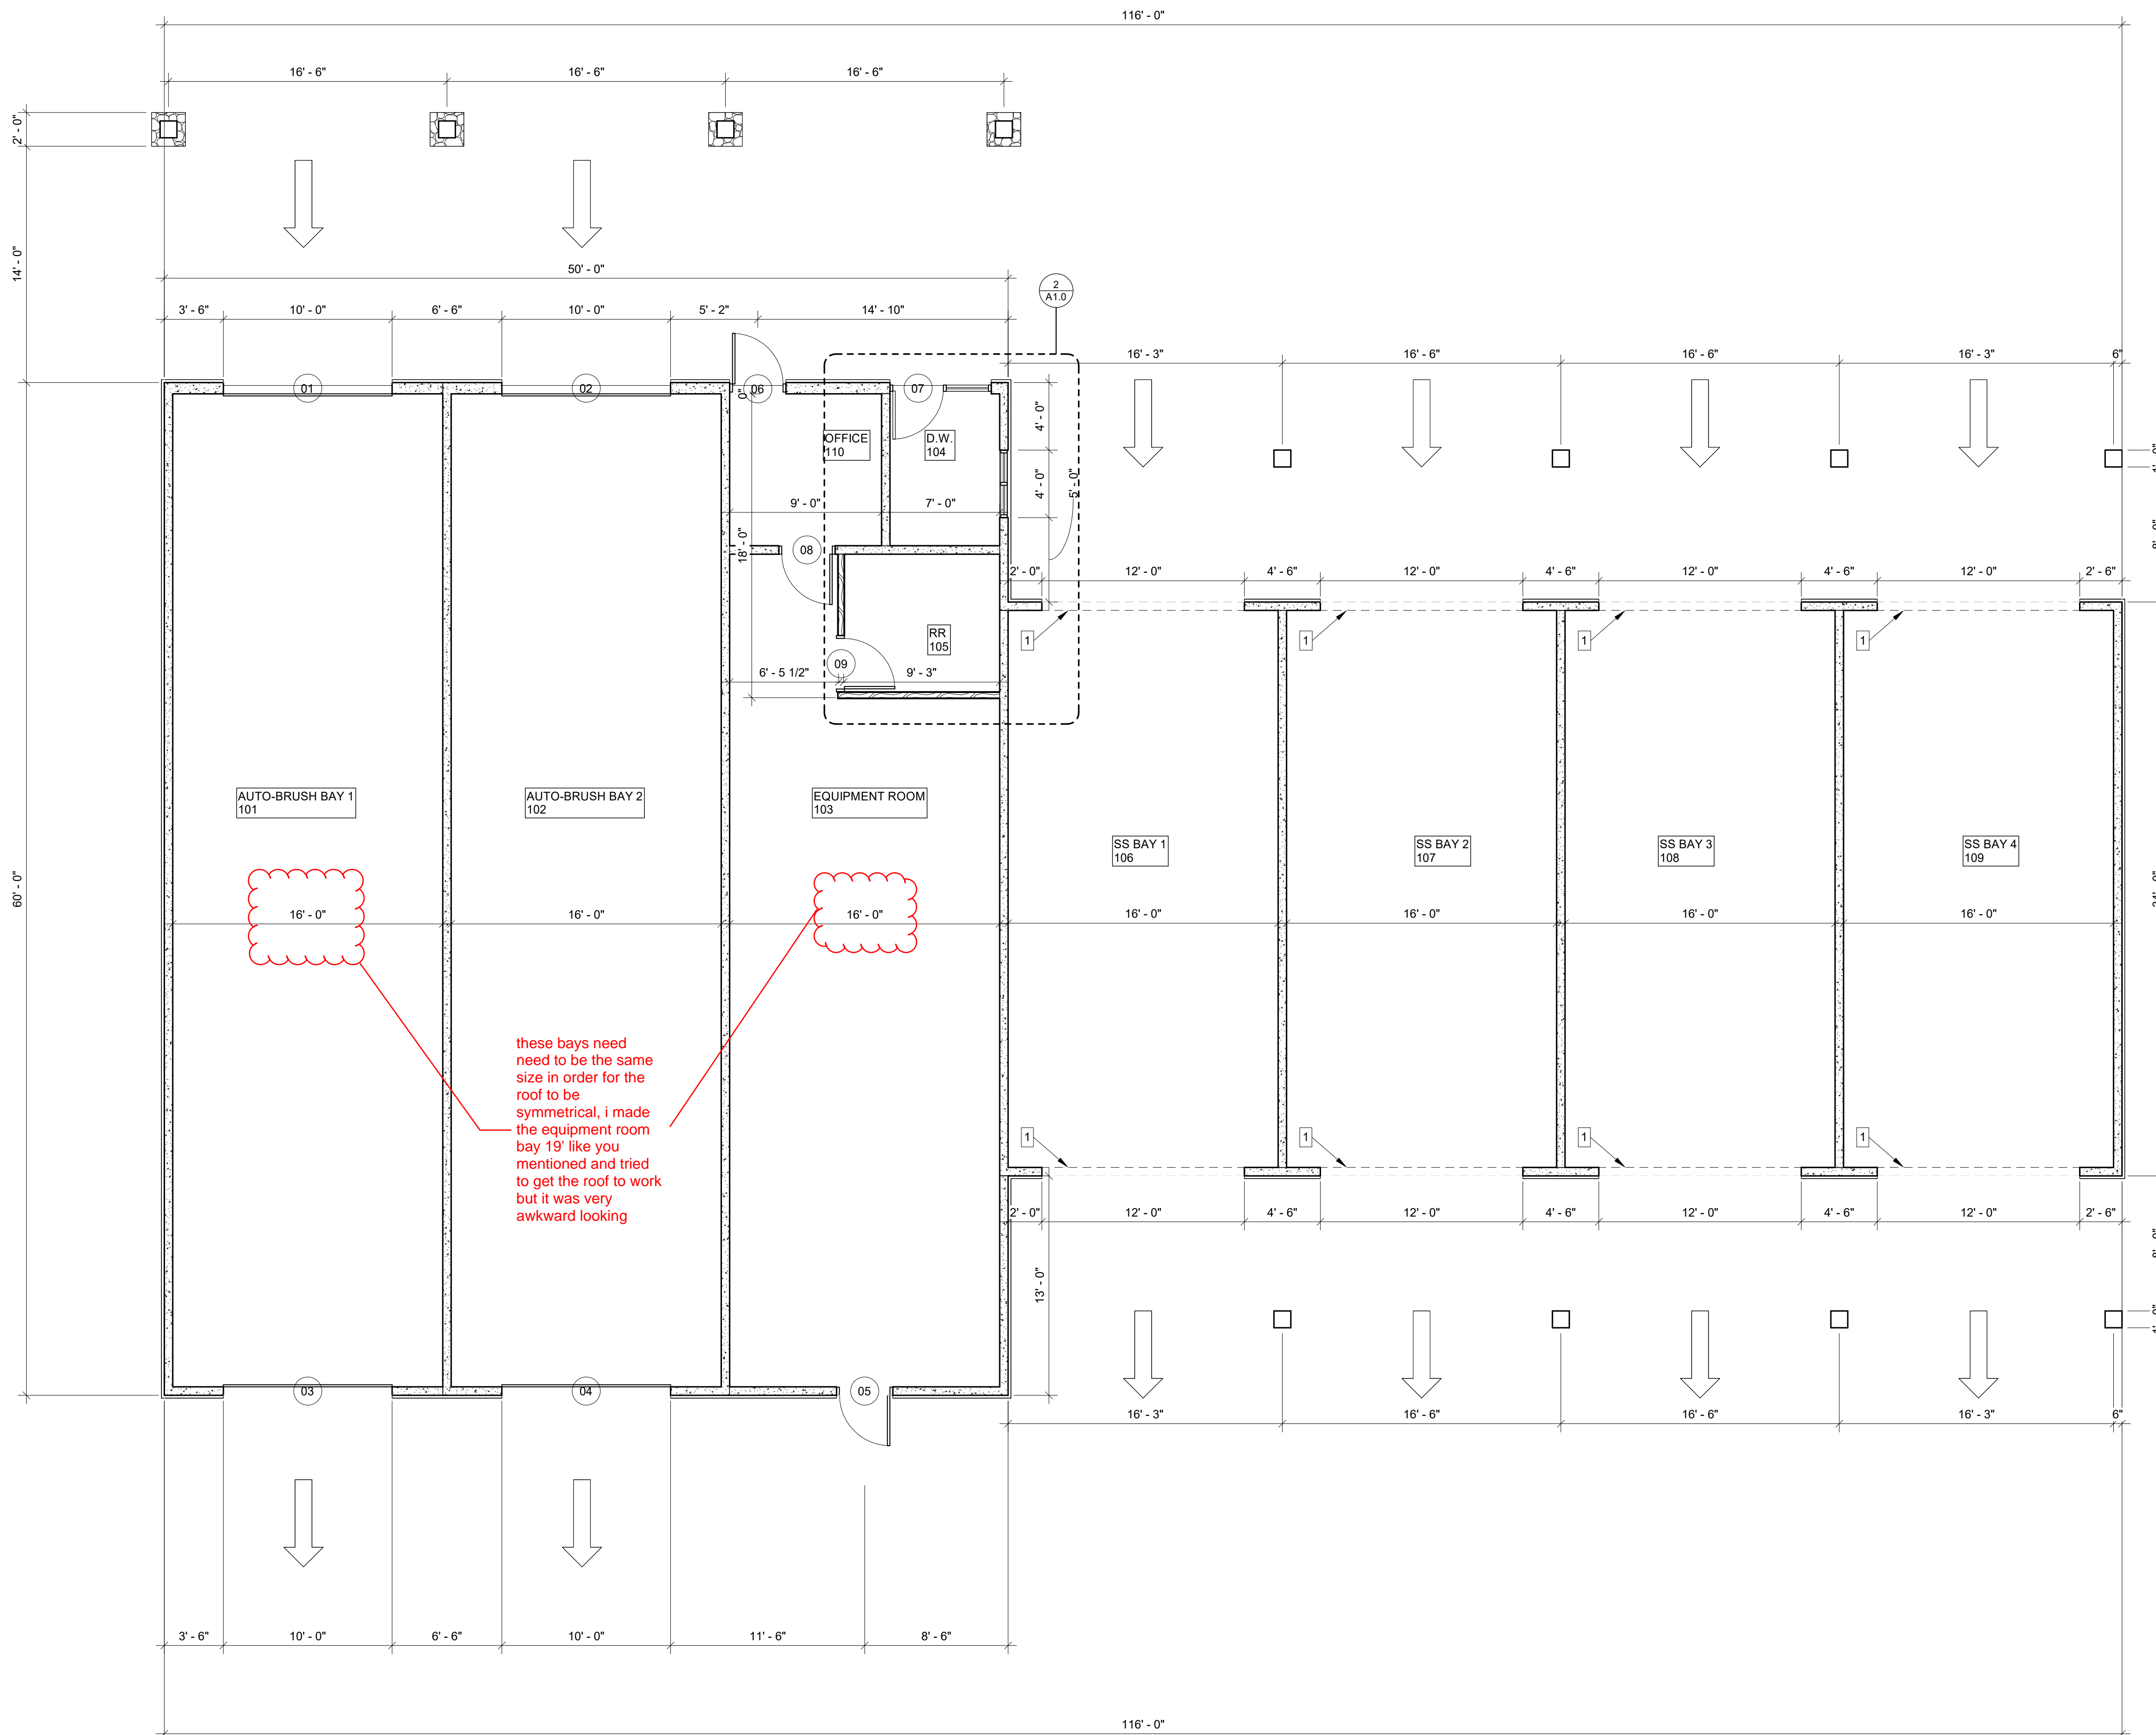 116' - 0"
16' - 6"
16' - 6"
16' - 6"
2' - 0"
14' - 0"
50' - 0"
2
A1.0
3' - 6"
10' - 0"
6' - 6"
10' - 0"
5' - 2"
14' - 10"
16' - 3"
16' - 6"
16' - 6"
16' - 3"
6"
01
02
06
07
0"
4' - 0"
OFFICE
110
D.W.
104
4' - 0"
5' - 0"
9' - 0"
7' - 0"
18' - 0"
08
2' - 0"
12' - 0"
4' - 6"
12' - 0"
4' - 6"
12' - 0"
4' - 6"
12' - 0"
2' - 6"
1
1
1
1
RR
105
09
6' - 5 1/2"
9' - 3"
AUTO-BRUSH BAY 1
101
AUTO-BRUSH BAY 2
102
EQUIPMENT ROOM
103
SS BAY 1
106
SS BAY 2
107
SS BAY 3
108
SS BAY 4
109
60' - 0"
16' - 0"
16' - 0"
16' - 0"
16' - 0"
16' - 0"
16' - 0"
16' - 0"
these bays need
need to be the same
size in order for the
roof to be
symmetrical, i made
the equipment room
bay 19' like you
mentioned and tried
to get the roof to work
but it was very
awkward looking
1
1
1
1
2' - 0"
12' - 0"
4' - 6"
12' - 0"
4' - 6"
12' - 0"
4' - 6"
12' - 0"
2' - 6"
13' - 0"
03
04
05
16' - 3"
16' - 6"
16' - 6"
16' - 3"
6"
3' - 6"
10' - 0"
6' - 6"
10' - 0"
11' - 6"
8' - 6"
116' - 0"